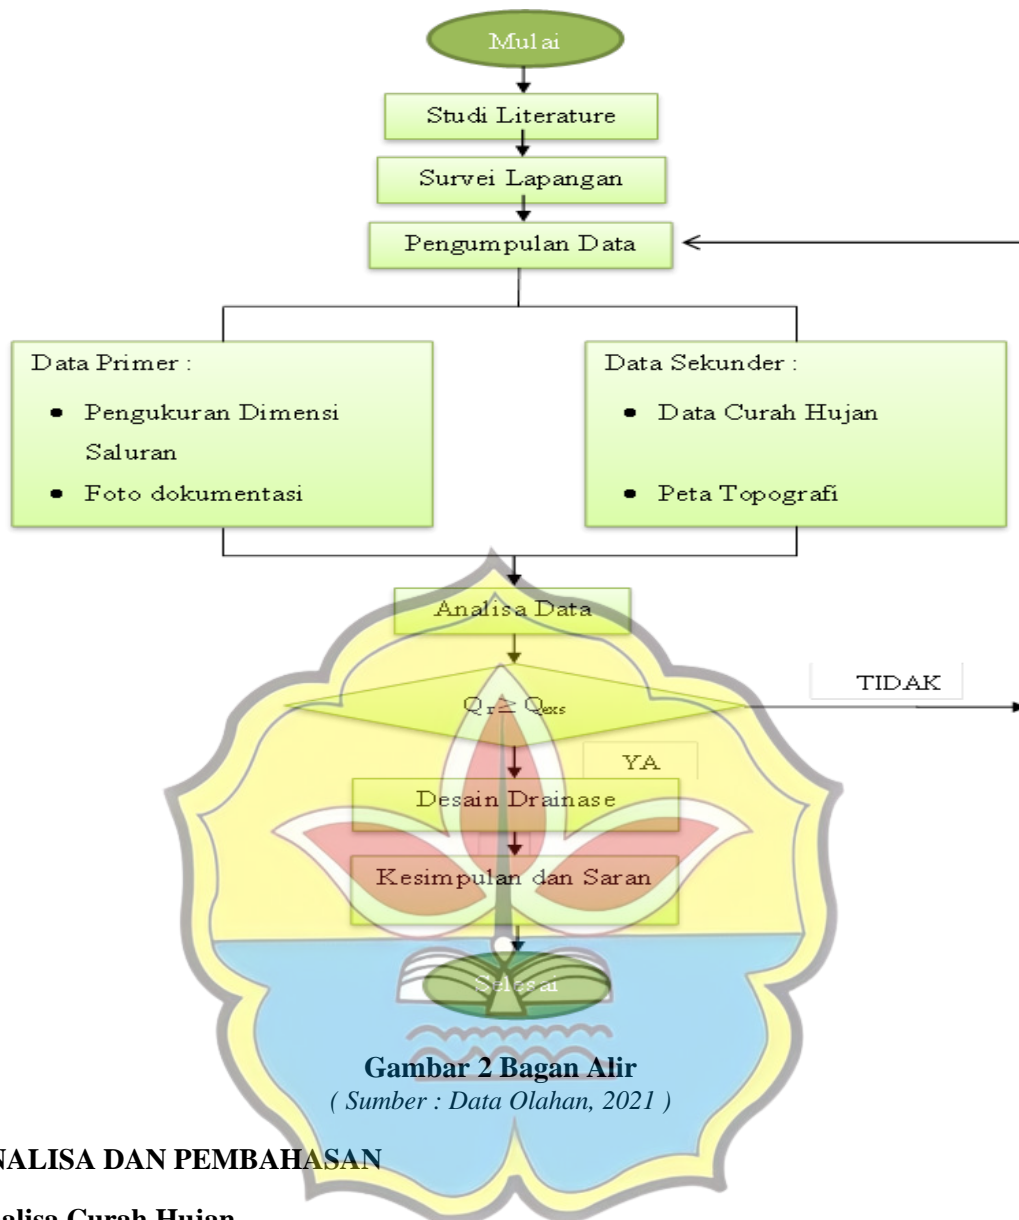 Mulai
Studi Literature
Survei Lapangan
Pengumpulan Data
Data Primer :
• Pengukuran Dimensi
Saluran
• Foto dokumentasi
Data Sekunder :
• Data Curah Hujan
• Peta Topografi
Analisa Data
Q r ≥ Qexs
TIDAK
YA
Desain Drainase
Kesimpulan dan Saran
Selesai
Gambar 2 Bagan Alir
( Sumber : Data Olahan, 2021 )
NALISA DAN PEMBAHASAN
alisa Curah Hujan